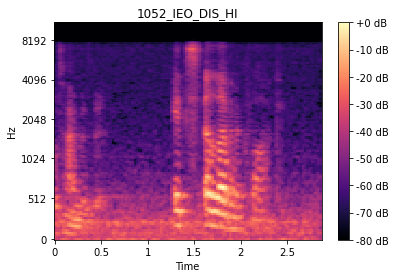 1052_IEO_DIS_HI
Hz
8192
4096
2048
1024
512
0
0
0.5
1
1.5
2
2.5
Time
+0 dB
-10 dB
-20 dB
-30 dB
-40 dB
-50 dB
-60 dB
-70 dB
-80 dB